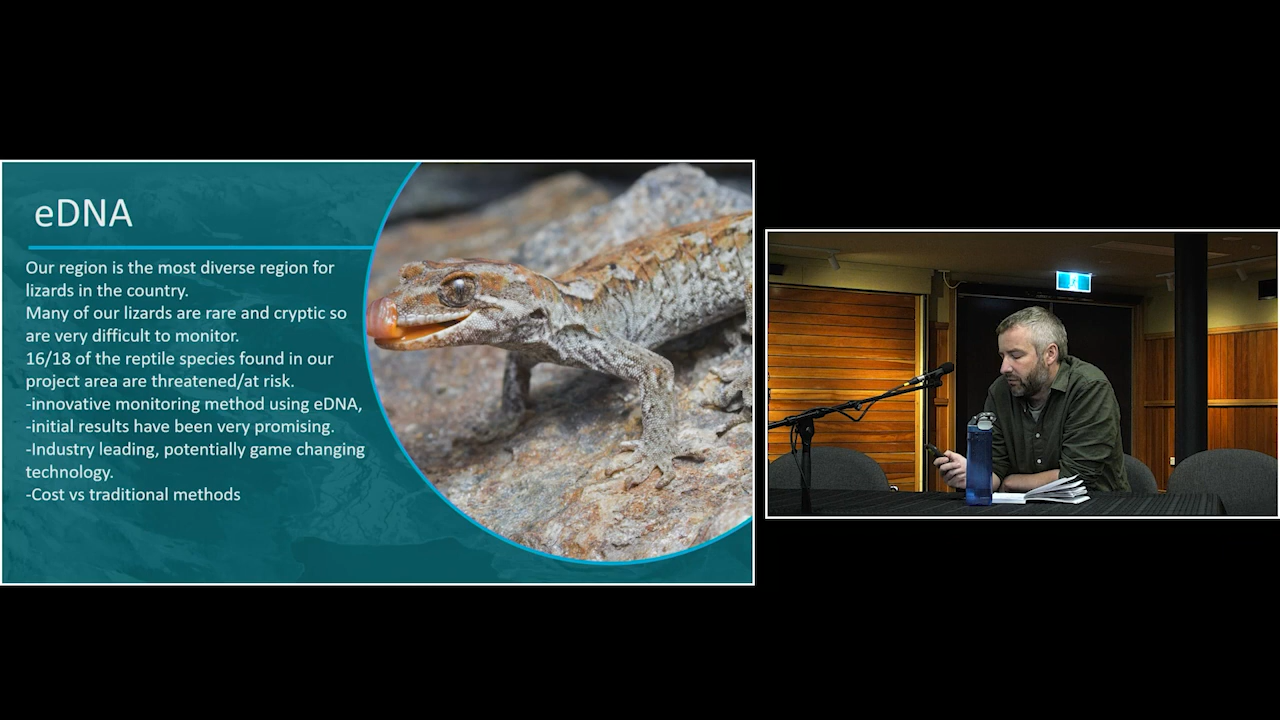 eDNA
Our region is the most diverse region for
lizards in the country.
Many of our lizards are rare and cryptic so
are very difficult to monitor.
16/18 of the reptile species found in our
project area are threatened/at risk.
-innovative monitoring method using eDNA,
-initial results have been very promising.
-Industry leading, potentially game changing
technology.
-Cost vs traditional methods